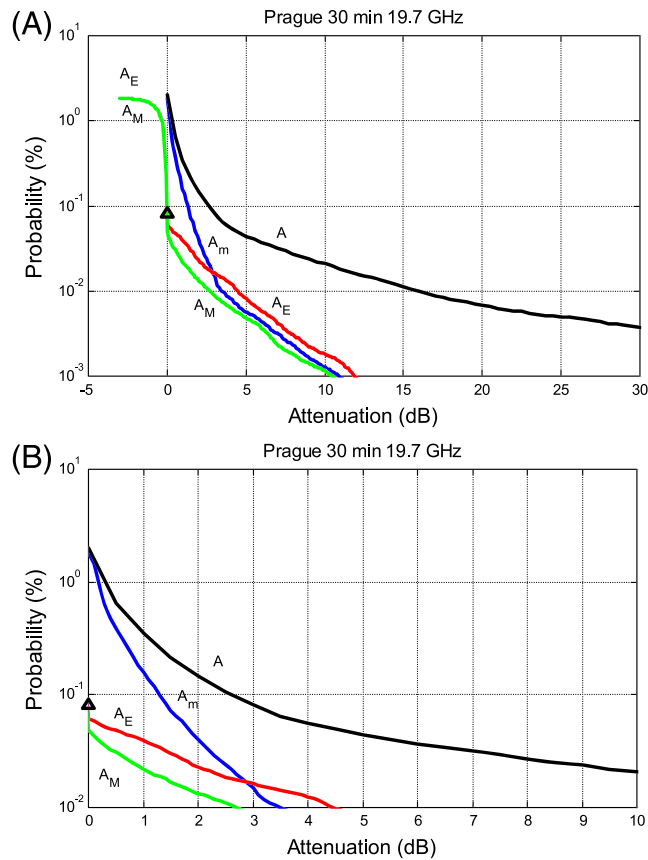 (A)
Prague 30 min 19.7 GHz
Probability (%)
10^1
10^0
10^-1
10^-2
10^-3
A_E
A_M
A
A_m
A_E
A_M
-5 0 5 10 15 20 25 30
Attenuation (dB)
(B)
Prague 30 min 19.7 GHz
Probability (%)
10^1
10^0
10^-1
10^-2
A
A_m
A_E
A_M
0 1 2 3 4 5 6 7 8 9 10
Attenuation (dB)